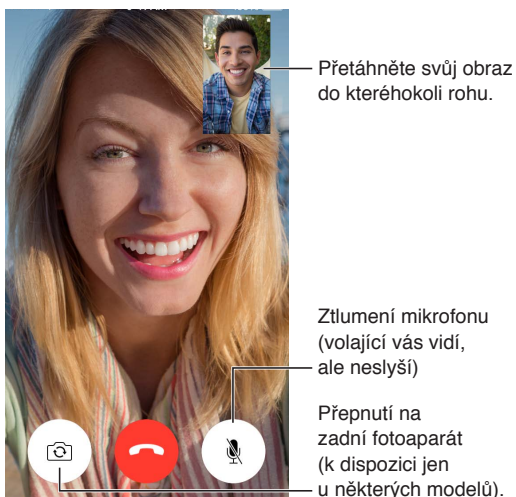 Přetáhněte svůj obraz
do kteréhokoli rohu.
Ztlumení mikrofonu
(volající vás vidí,
ale neslyší)
Přepnutí na
zadní fotoaparát
(k dispozici jen
u některých modelů).